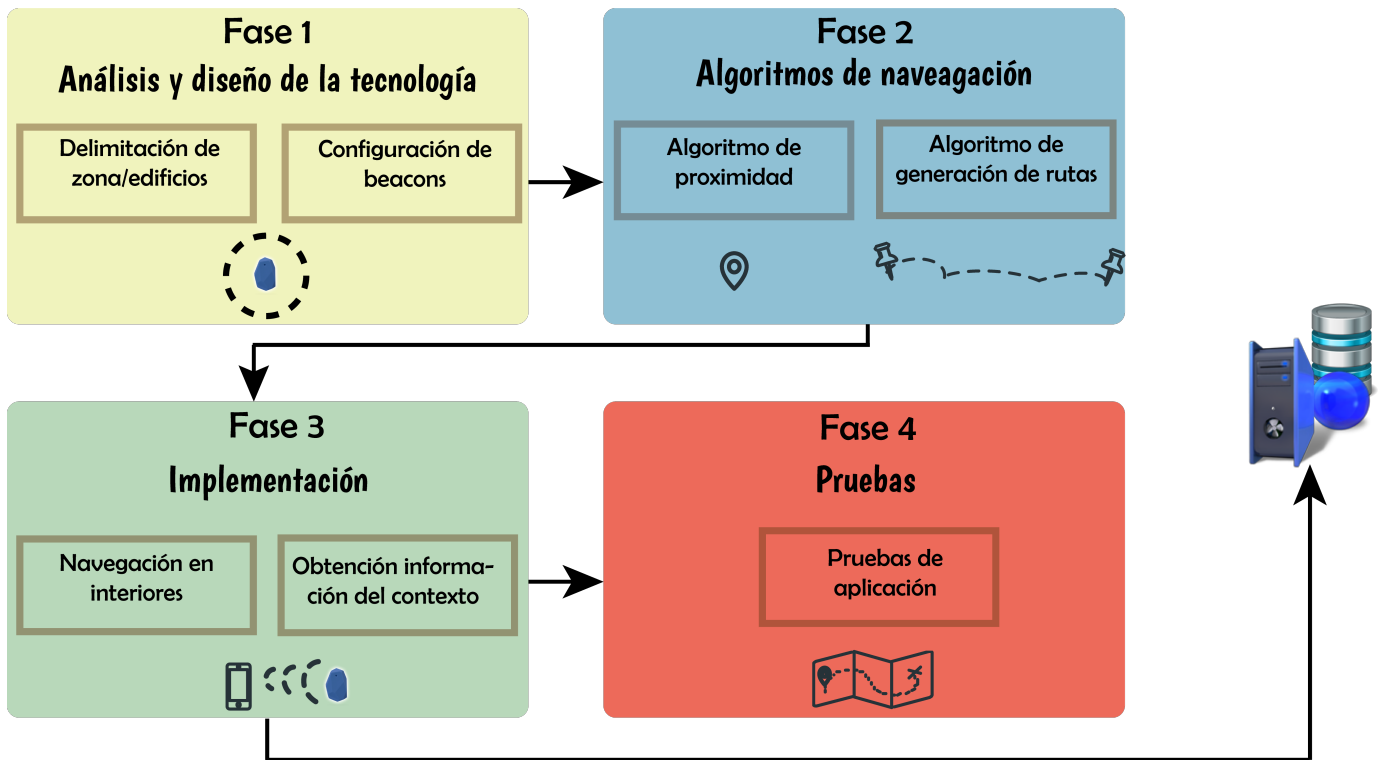 Fase 1
Análisis y diseño de la tecnología
Delimitación de
zona/edificios
Configuración de
beacons
Fase 2
Algoritmos de naveagación
Algoritmo de
proximidad
Algoritmo de
generación de rutas
Fase 3
Implementación
Navegación en
interiores
Obtención informa-
ción del contexto
Fase 4
Pruebas
Pruebas de
aplicación